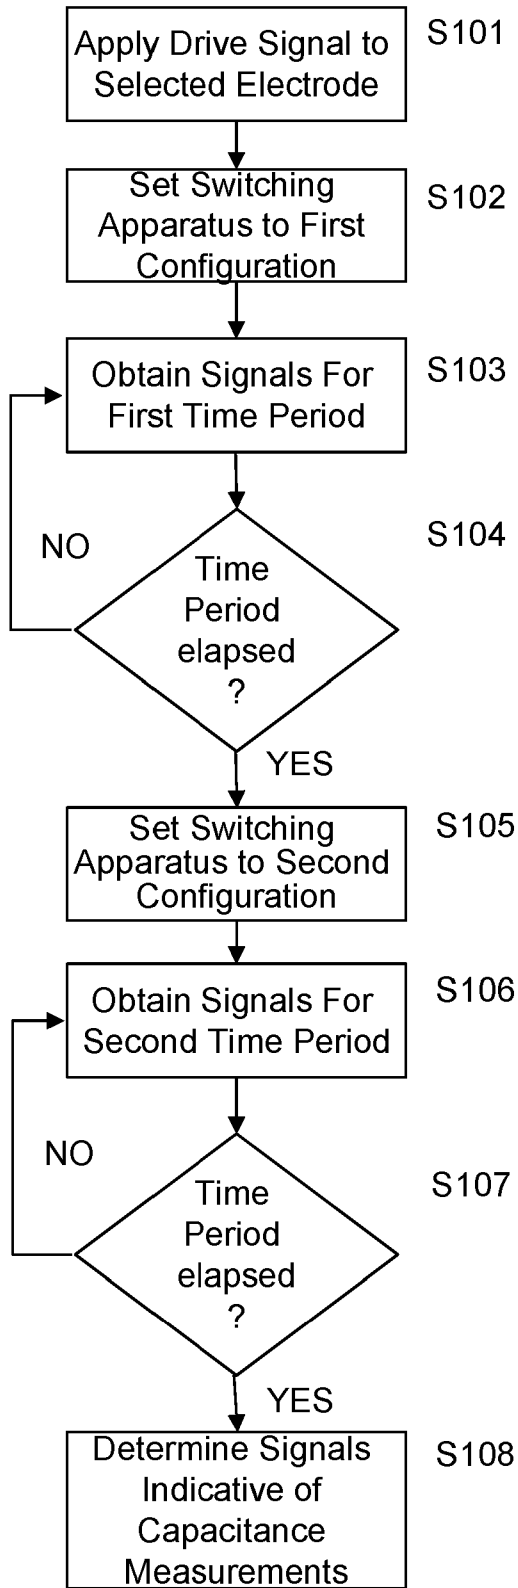 Apply Drive Signal to
Selected Electrode
S101
Set Switching
Apparatus to First
Configuration
S102
Obtain Signals For
First Time Period
S103
Time
Period
elapsed
?
S104
NO
YES
Set Switching
Apparatus to Second
Configuration
S105
Obtain Signals For
Second Time Period
S106
Time
Period
elapsed
?
S107
NO
YES
Determine Signals
Indicative of
Capacitance
Measurements
S108